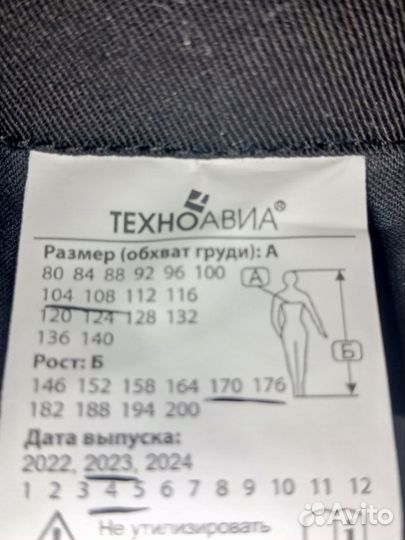 ТЕХНОАВИА®
Размер (обхват груди): А
80 84 88 92 96 100
104 108 112 116
120 124 128 132
136 140
А
Б
Рост: Б
146 152 158 164 170 176
182 188 194 200
Дата выпуска:
2022, 2023, 2024
1 2 3 4 5 6 7 8 9 10 11 12
Не утилизировать
Avito